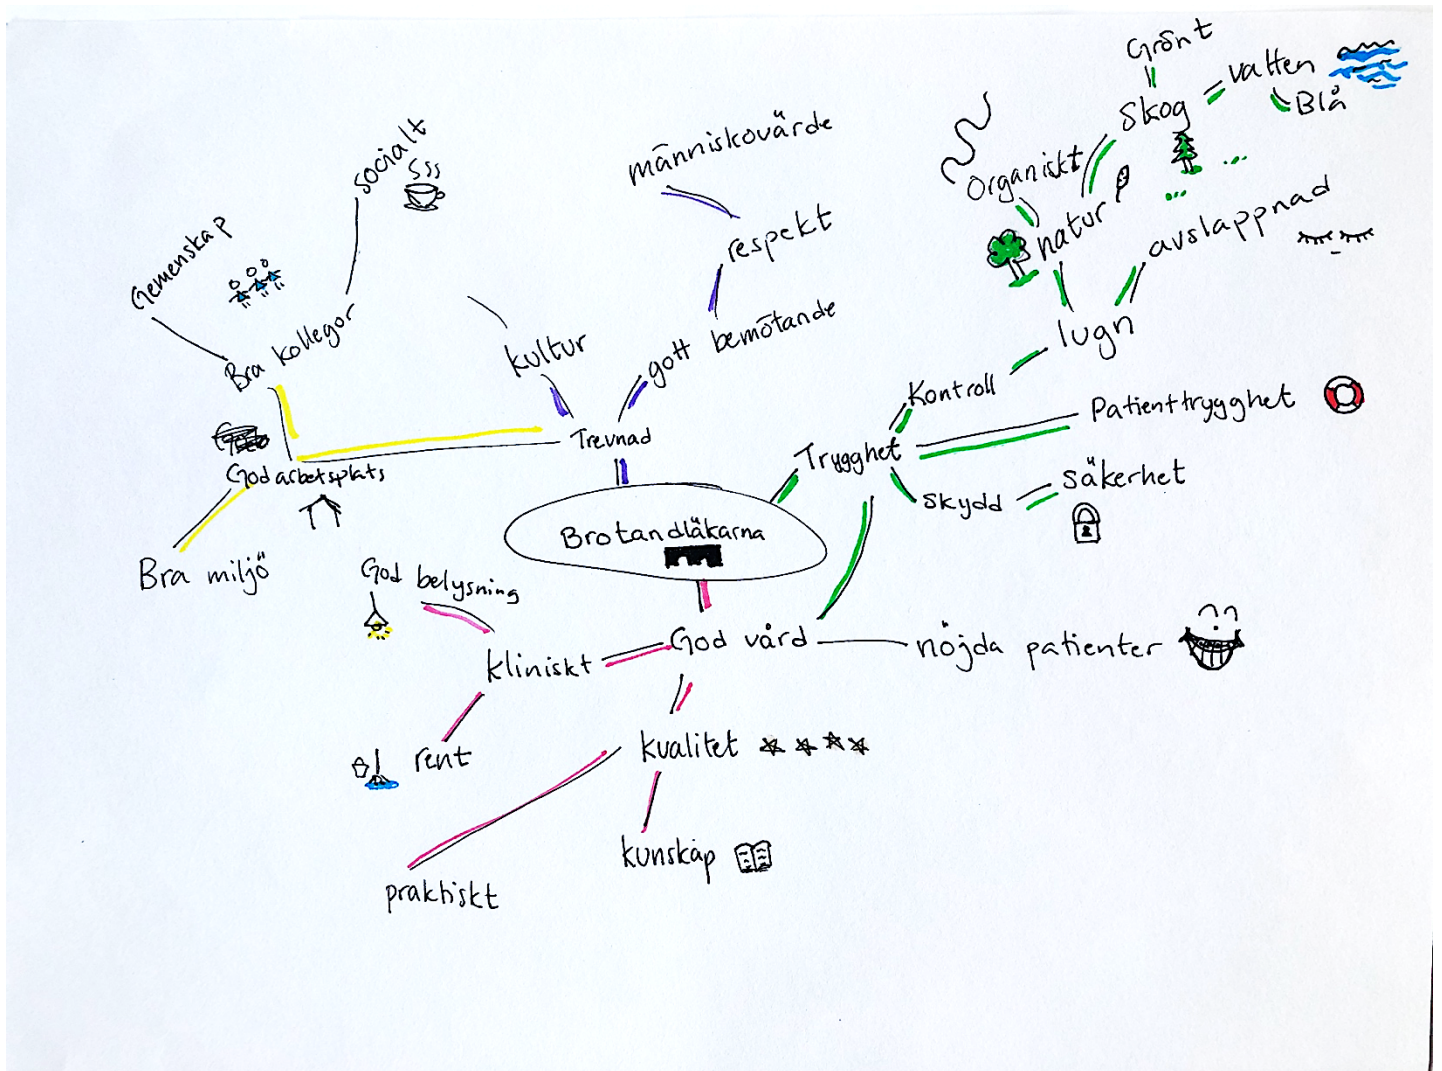 Grönt
vatten
Blå
Skog
socialt
människovärde
Organiskt
natur
avslappnad
Gemenskap
respekt
Bra kollegor
kultur
gott bemötande
lugn
Kontroll
Patienttrygghet
Trevnad
Trygghet
God arbetsplats
Skydd
säkerhet
Brotandläkarna
Bra miljö
God belysning
God vård
nöjda patienter
kliniskt
rent
kvalitet
kunskap
praktiskt